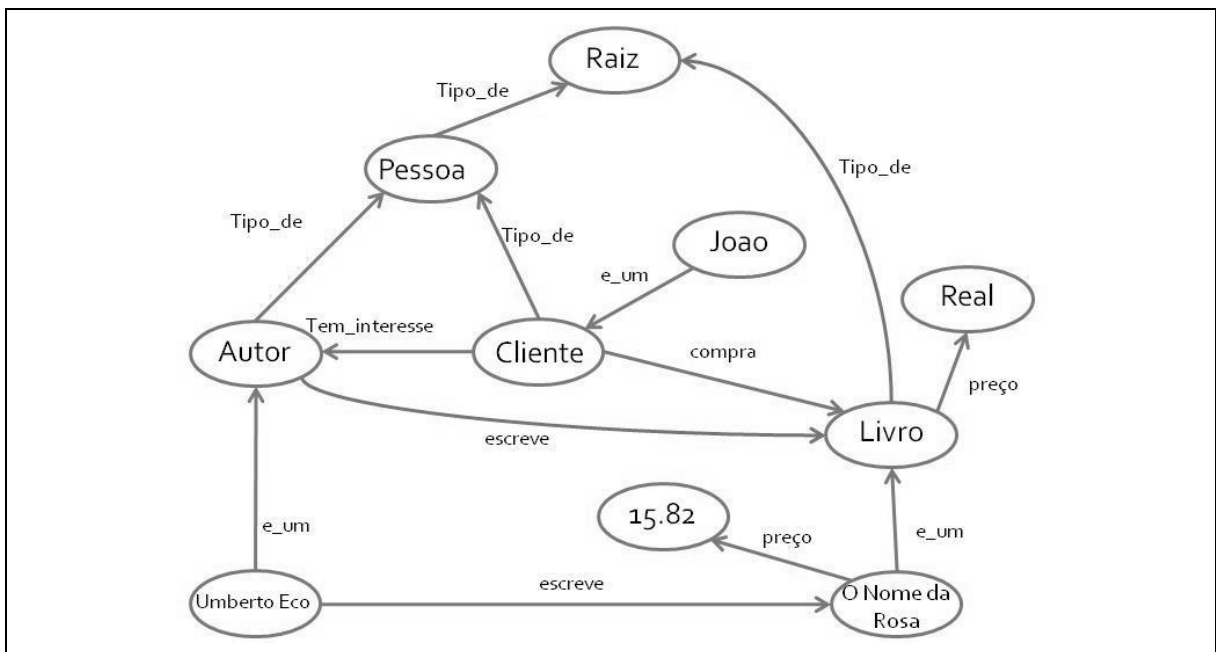 Raiz
Tipo_de
Pessoa
Tipo_de
Tipo_de
Tipo_de
Joao
e_um
Real
Tem_interesse
Autor
Cliente
compra
preço
escreve
Livro
15.82
e_um
preço
e_um
escreve
Umberto Eco
O Nome da
Rosa